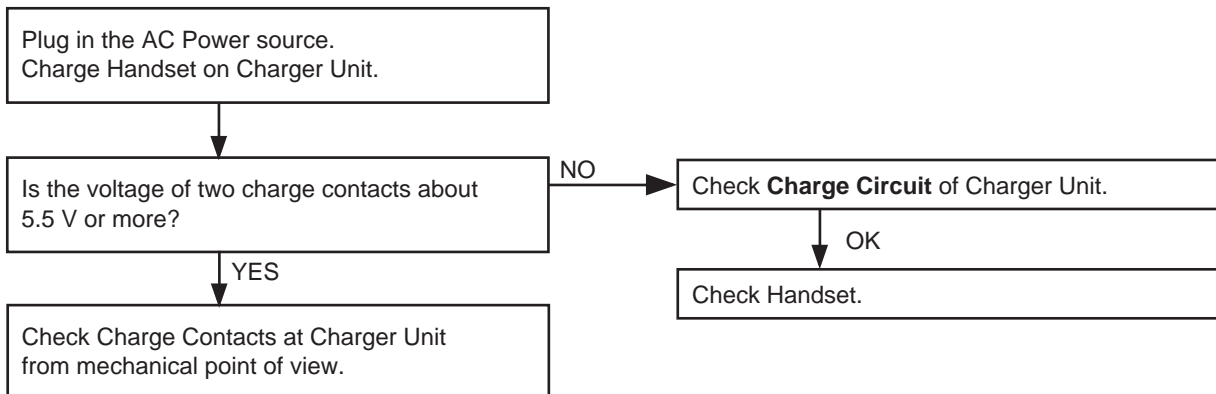 Plug in the AC Power source.
Charge Handset on Charger Unit.
Is the voltage of two charge contacts about
5.5 V or more?
NO
Check Charge Circuit of Charger Unit.
OK
Check Handset.
YES
Check Charge Contacts at Charger Unit
from mechanical point of view.